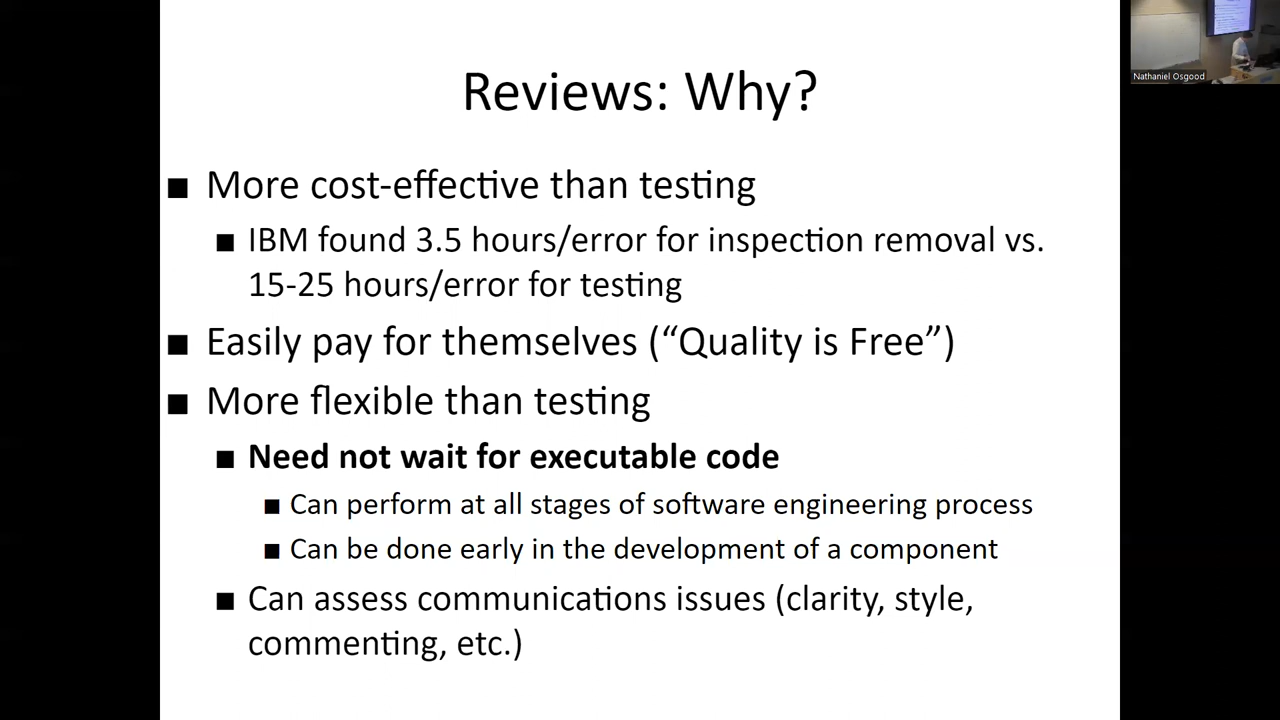 Reviews: Why?
■ More cost-effective than testing
■ IBM found 3.5 hours/error for inspection removal vs.
15-25 hours/error for testing
■ Easily pay for themselves (“Quality is Free”)
■ More flexible than testing
■ Need not wait for executable code
■ Can perform at all stages of software engineering process
■ Can be done early in the development of a component
■ Can assess communications issues (clarity, style,
commenting, etc.)
Nathaniel Osgood